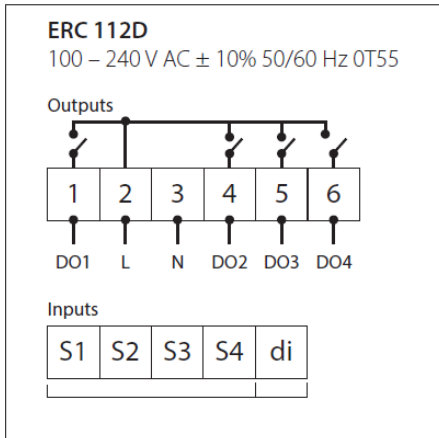 ERC 112D
100 – 240 V AC ± 10% 50/60 Hz 0T55
Outputs
1 2 3 4 5 6
DO1 L N DO2 DO3 DO4
Inputs
S1 S2 S3 S4 di